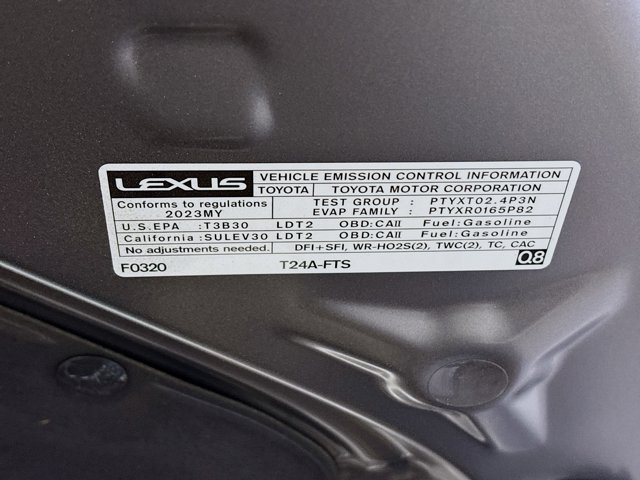 LEXUS VEHICLE EMISSION CONTROL INFORMATION
TOYOTA TOYOTA MOTOR CORPORATION
Conforms to regulations TEST GROUP : PTYXT02.4P3N
2023MY EVAP FAMILY : PTYXR0165P82
U.S.EPA :T3B30 LDT2 OBD:CAII Fuel:Gasoline
California :SULEV30 LDT2 OBD:CAII Fuel:Gasoline
No adjustments needed. DFI+SFI, WR-HO2S(2), TWC(2), TC, CAC
F0320 T24A-FTS Q8